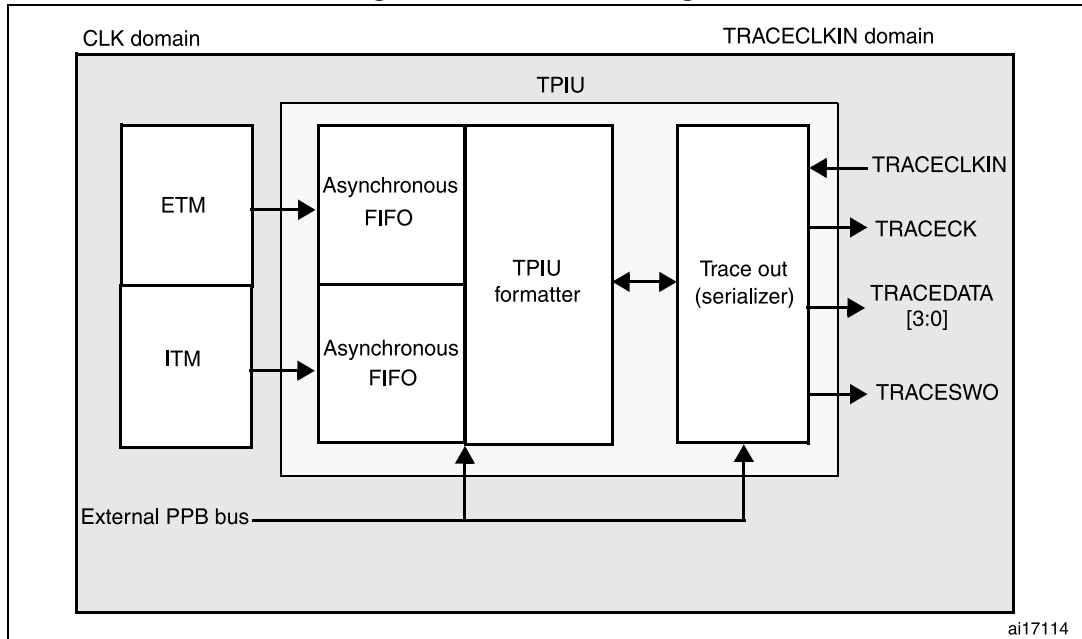 CLK domain
TRACECLKIN domain
TPIU
ETM
Asynchronous
FIFO
TPIU
formatter
Trace out
(serializer)
TRACECLKIN
TRACECK
TRACEDATA
[3:0]
ITM
Asynchronous
FIFO
TRACESWO
External PPB bus
ai17114